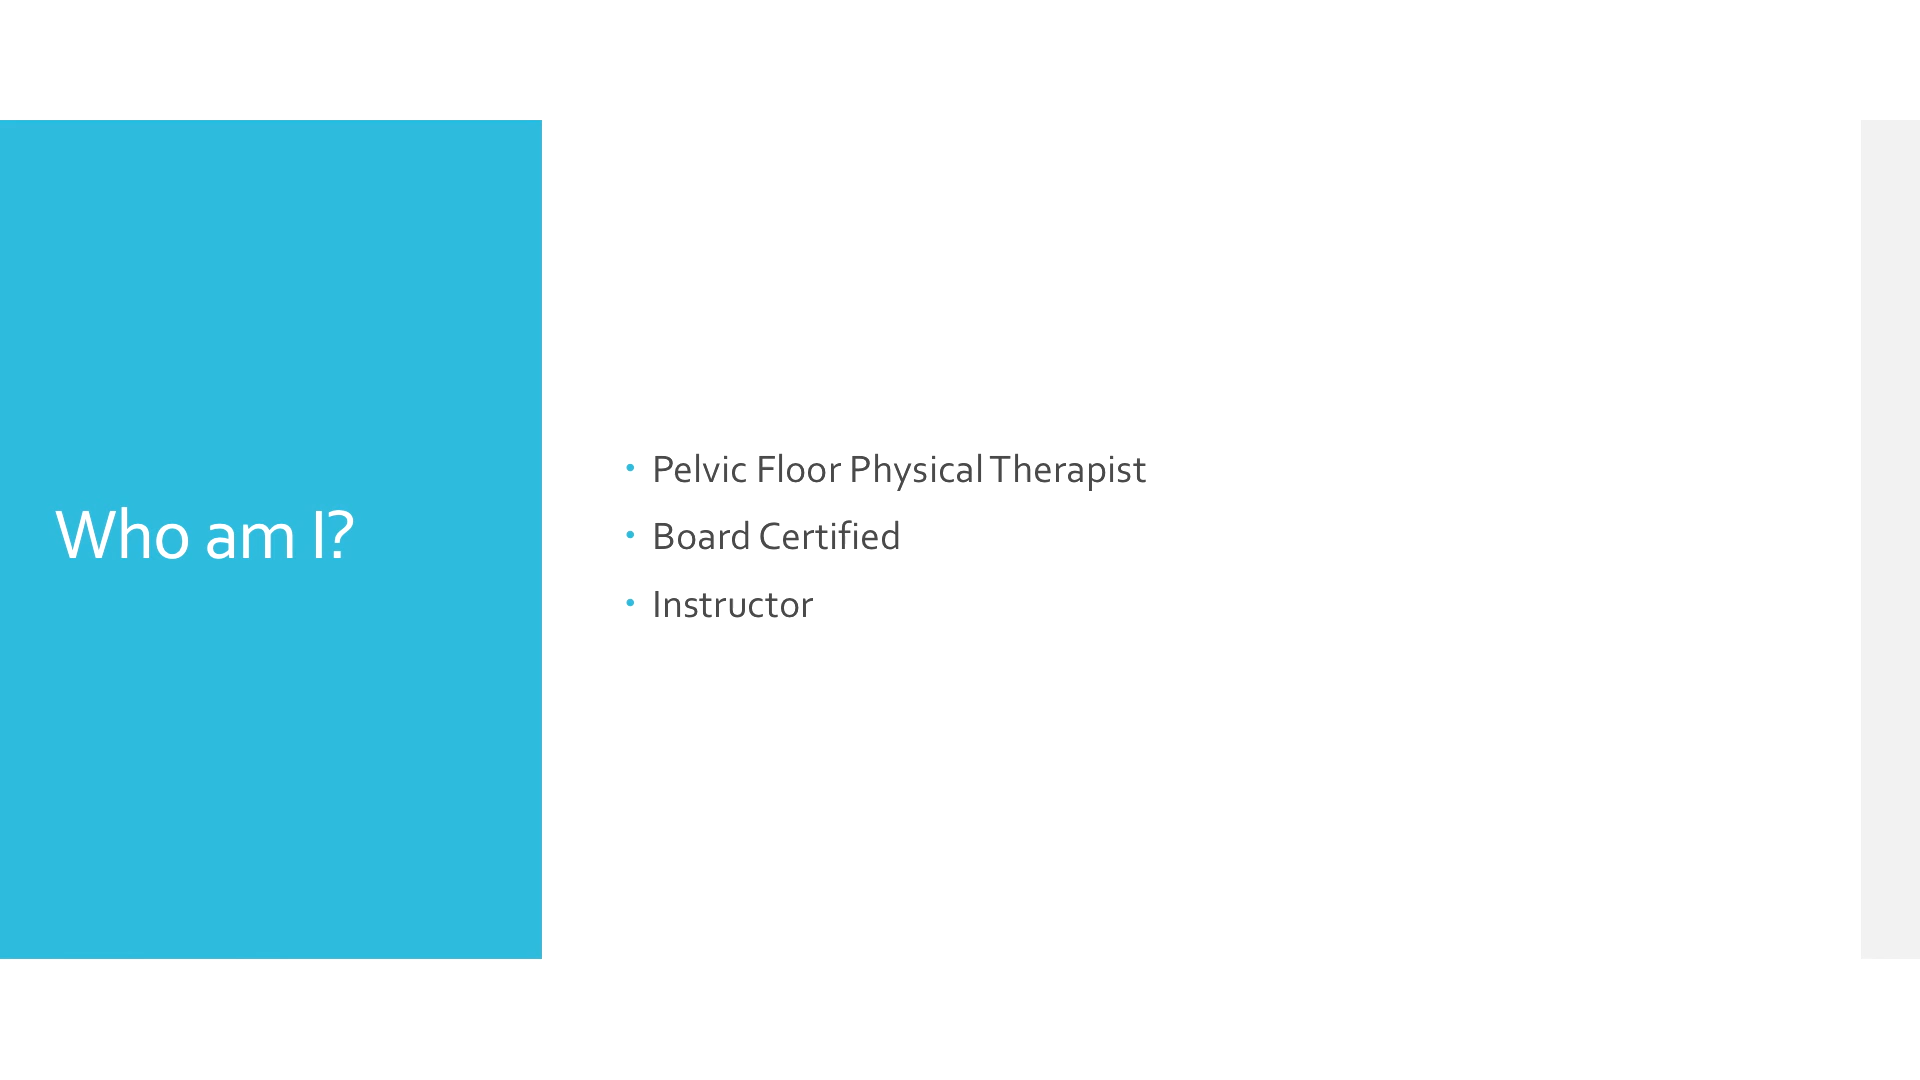 Who am I?
• Pelvic Floor Physical Therapist
• Board Certified
• Instructor